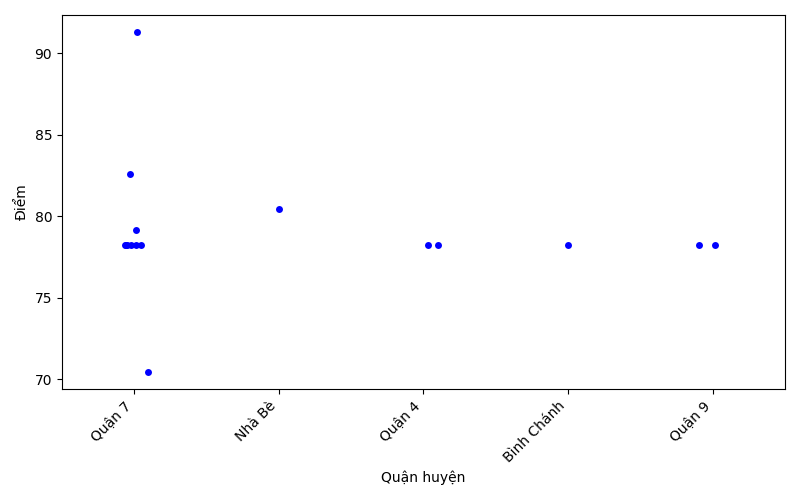 90
85
80
75
70
Điểm
Quận 7
Nhà Bè
Quận 4
Bình Chánh
Quận 9
Quận huyện